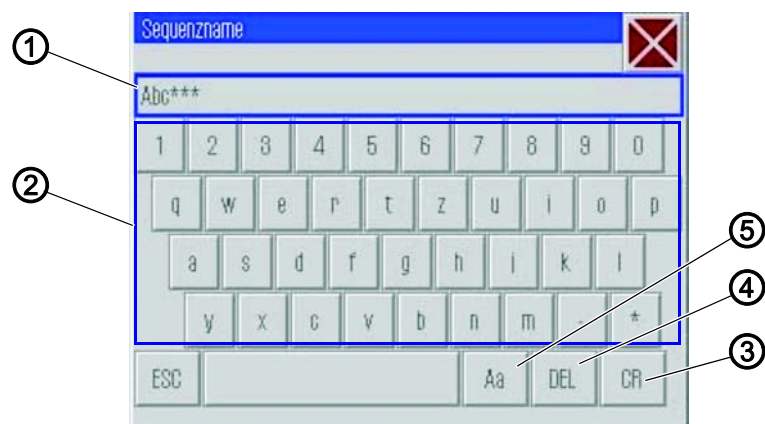 Sequenzname
1
Abc***
1 2 3 4 5 6 7 8 9 0
2
q w e r t z u i o p
5
a s d f g h j k l
4
y x c v b n m - *
3
ESC Aa DEL CR